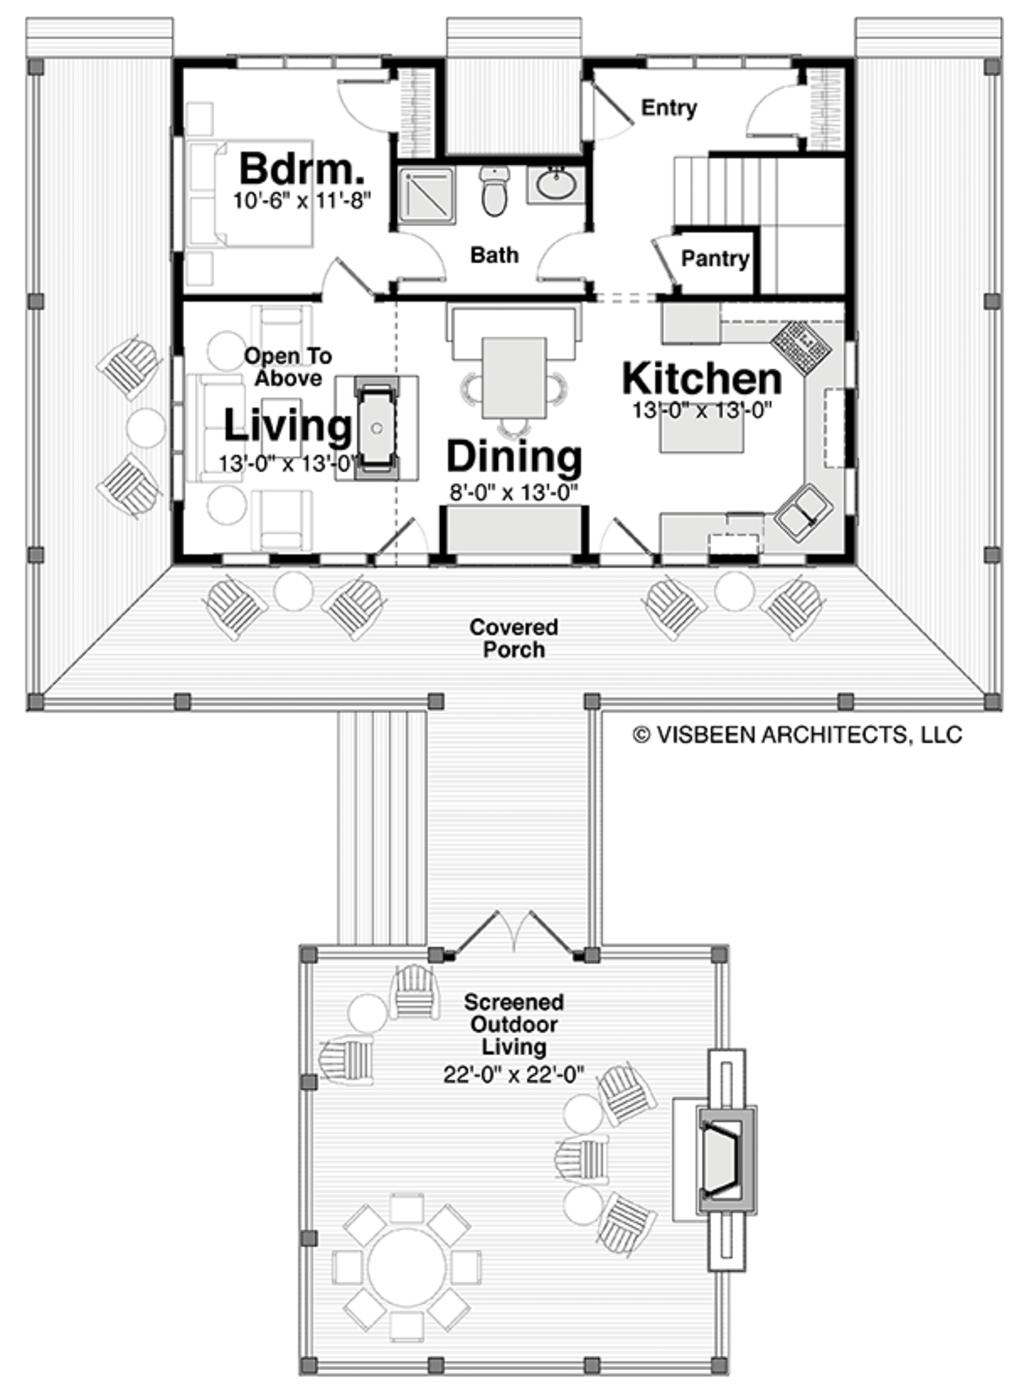 Entry
Bdrm.
10'-6" x 11'-8"
Bath
Pantry
Open To
Above
Living
13'-0" x 13'-0"
Kitchen
13'-0" x 13'-0"
Dining
8'-0" x 13'-0"
Covered
Porch
© VISBEEN ARCHITECTS, LLC
Screened
Outdoor
Living
22'-0" x 22'-0"